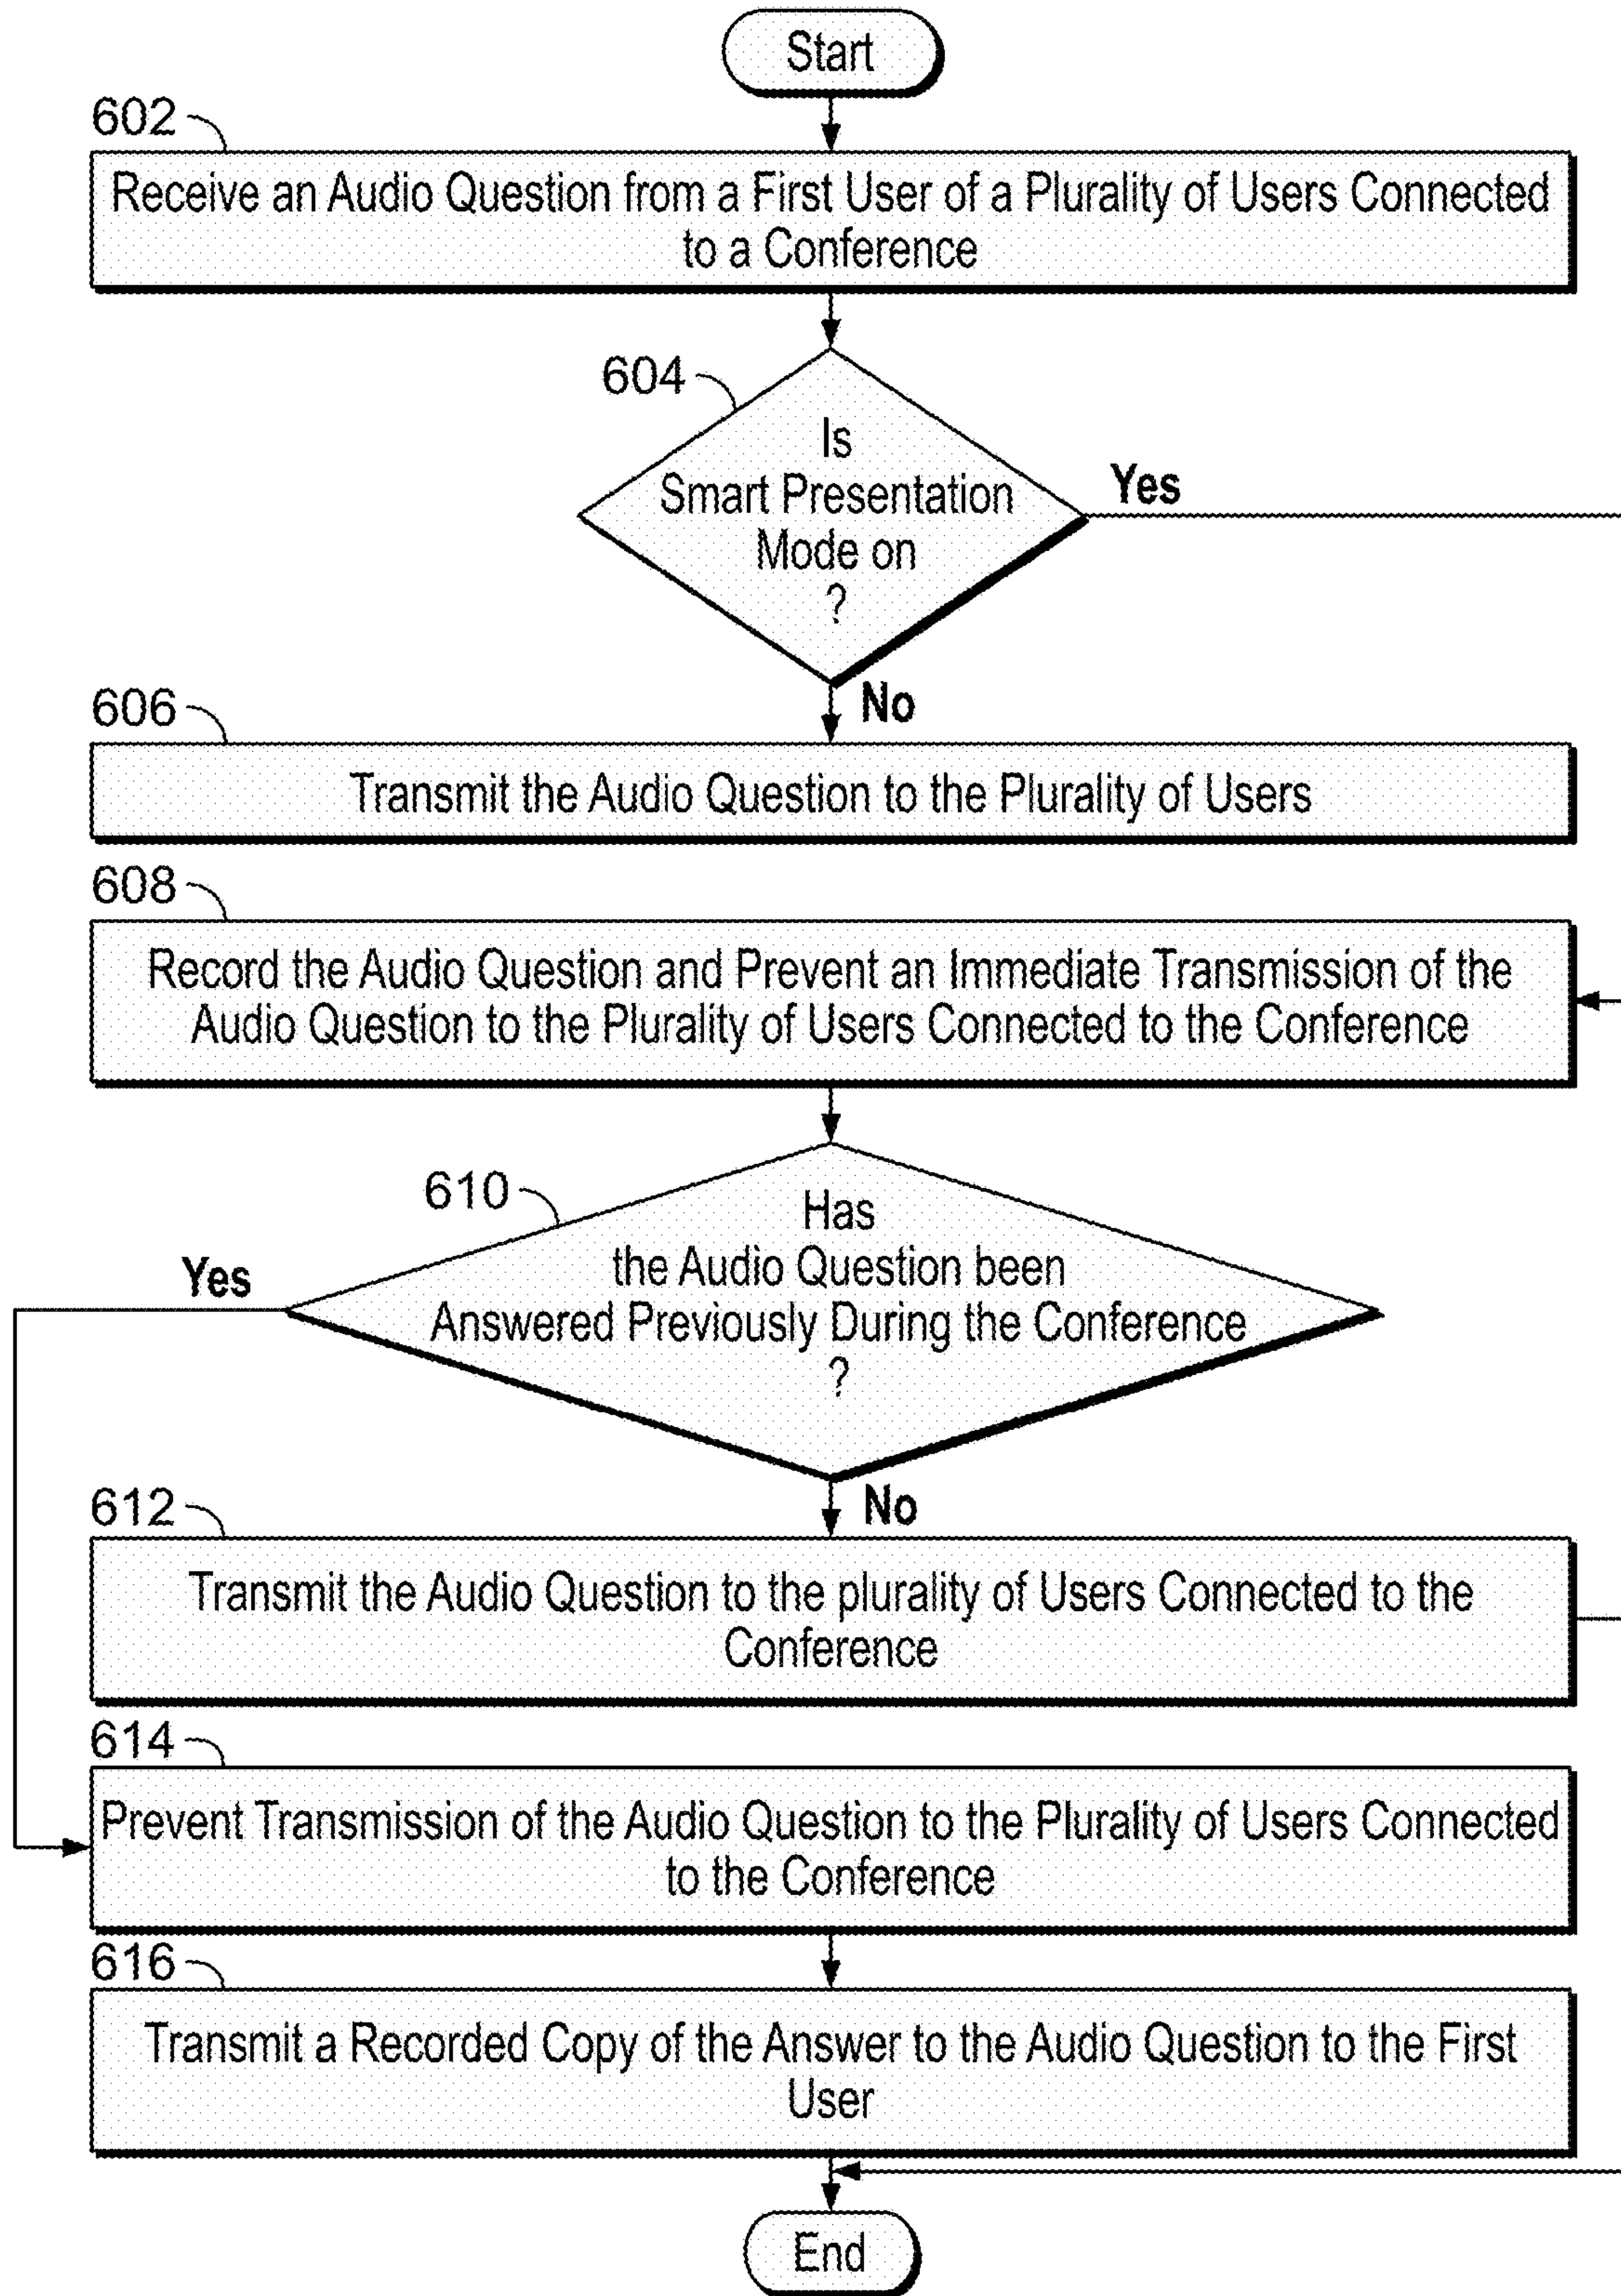 Start
602
Receive an Audio Question from a First User of a Plurality of Users Connected
to a Conference
604
Is
Smart Presentation
Mode on
?
Yes
No
606
Transmit the Audio Question to the Plurality of Users
608
Record the Audio Question and Prevent an Immediate Transmission of the
Audio Question to the Plurality of Users Connected to the Conference
610
Has
the Audio Question been
Answered Previously During the Conference
?
Yes
No
612
Transmit the Audio Question to the plurality of Users Connected to the
Conference
614
Prevent Transmission of the Audio Question to the Plurality of Users Connected
to the Conference
616
Transmit a Recorded Copy of the Answer to the Audio Question to the First
User
End